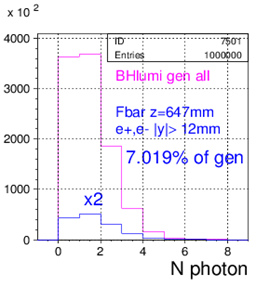 x 10 2
ID 7501
Entries 1000000
4000
BHlumi gen all
3000
Fbar z=647mm
e+,e- |y|> 12mm
7.019% of gen
2000
x2
1000
0
0 2 4 6 8
N photon